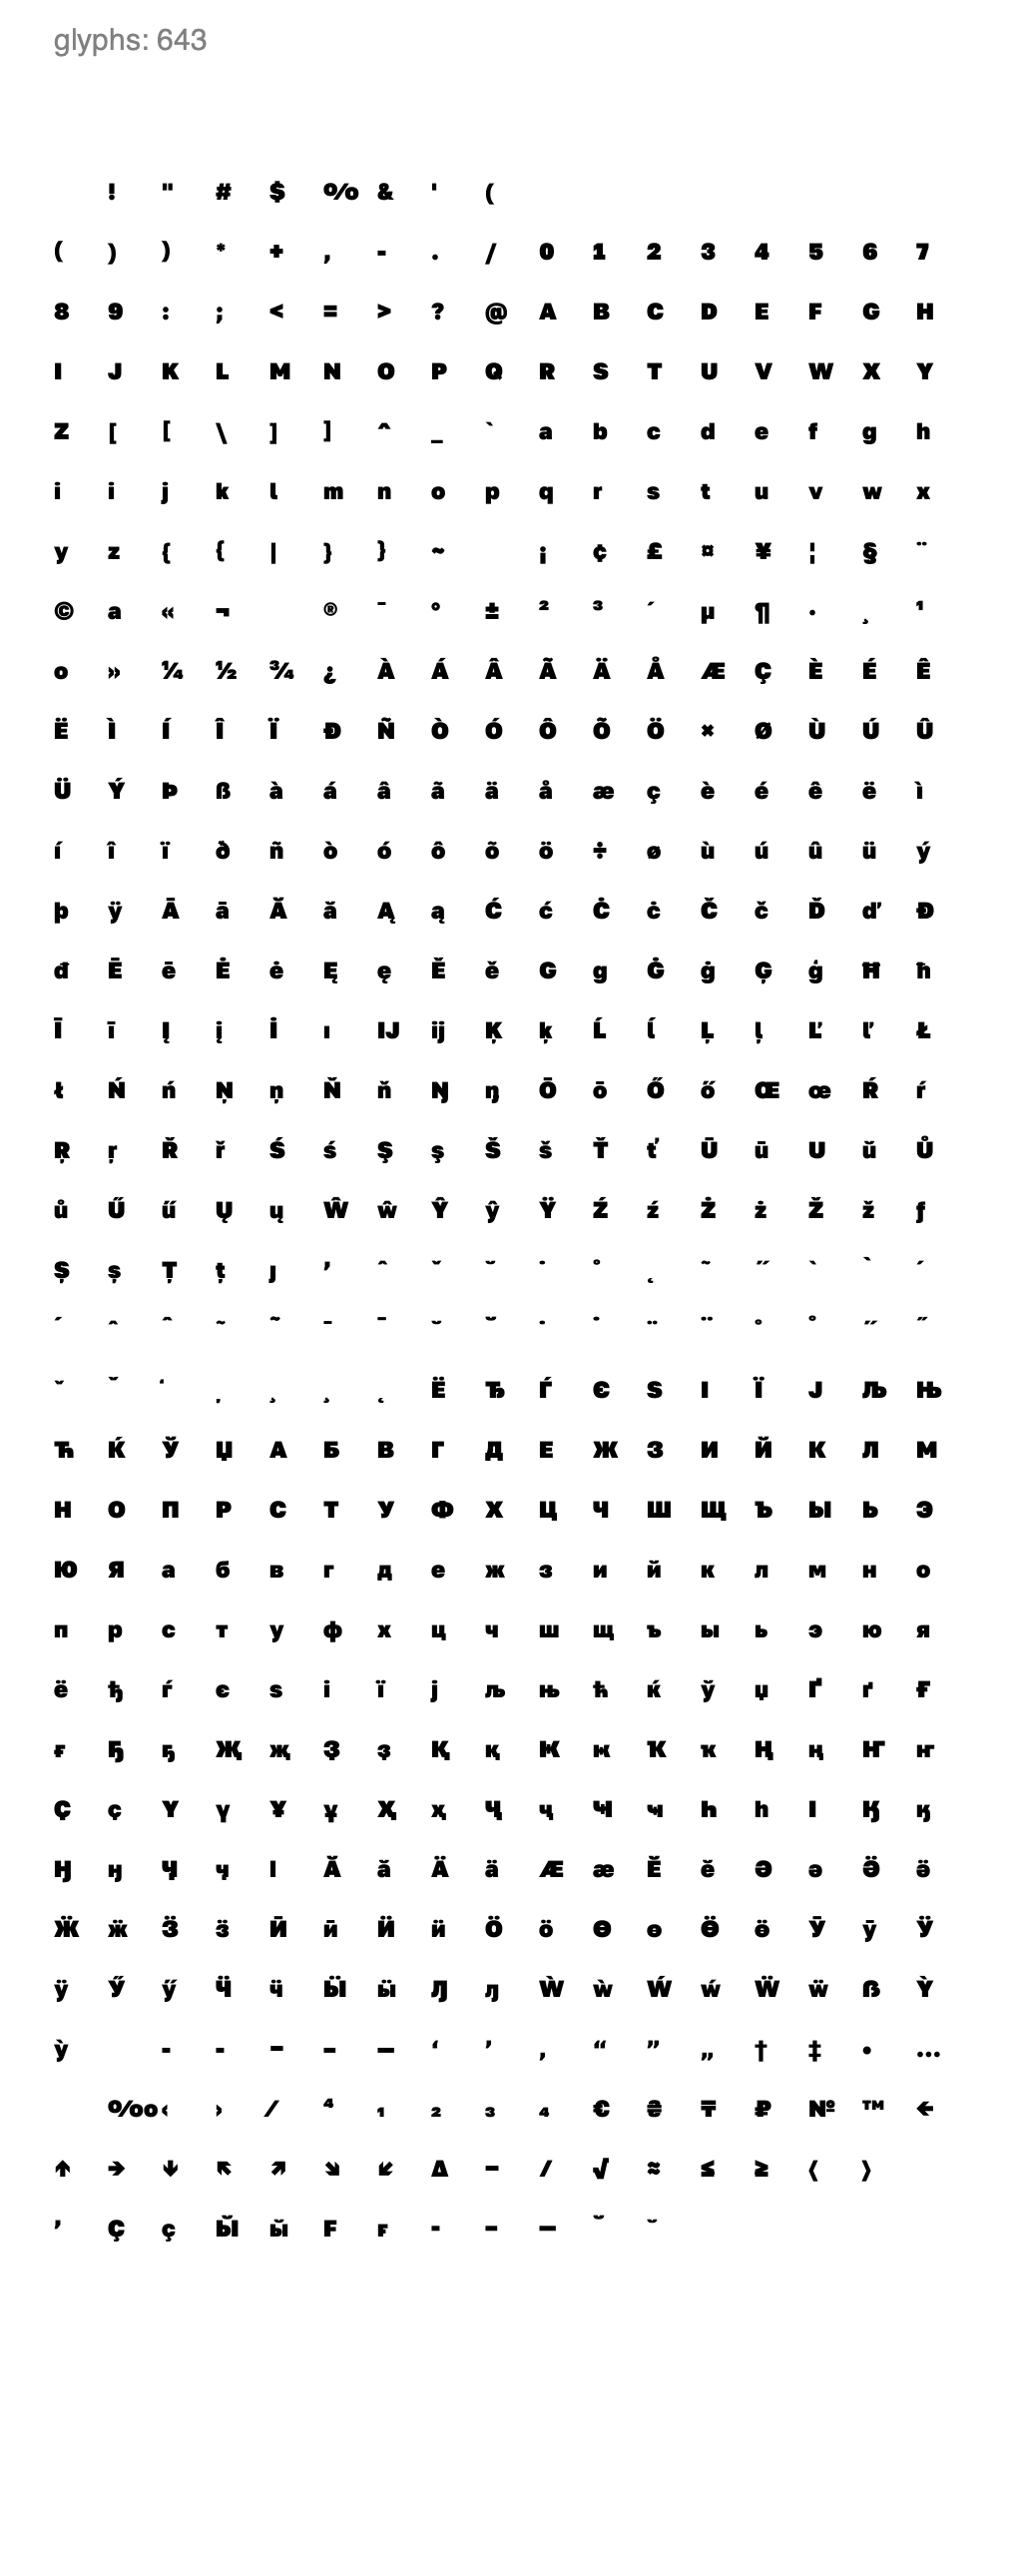 glyphs: 643
! " # $ % & ' (
( ) ) * + , - . / 0 1 2 3 4 5 6 7
8 9 : ; < = > ? @ A B C D E F G H
I J K L M N O P Q R S T U V W X Y
Z [ [ \ ] ] ^ _ ` a b c d e f g h
i i j k l m n o p q r s t u v w x
y z { { | } } ~ ¡ ¢ £ ¤ ¥ ¦ § ¨
© a « ¬ ® ¯ ° ± ² ³ ´ µ ¶ · ¸ ¹
o » ¼ ½ ¾ ¿ À Á Â Ã Ä Å Æ Ç È É Ê
Ë Ì Í Î Ï Ð Ñ Ò Ó Ô Õ Ö × Ø Ù Ú Û
Ü Ý Þ ß à á â ã ä å æ ç è é ê ë ì
í î ï ð ñ ò ó ô õ ö ÷ ø ù ú û ü ý
þ ÿ Ā ā Ă ă Ą ą Ć ć Ċ ċ Č č Ď ď Đ
đ Ē ē Ė ė Ę ę Ě ě G g Ġ ġ Ģ ģ Ħ ħ
Ī ī Į į İ ı IJ ij Ķ ķ Ĺ ĺ Ļ ļ Ľ ľ Ł
ł Ń ń Ņ ņ Ň ň Ŋ ŋ Ō ō Ő ő Œ œ Ŕ ŕ
Ŗ ŗ Ř ř Ś ś Ş ş Š š Ť ť Ū ū U ŭ Ů
ů Ű ű Ų ų Ŵ ŵ Ŷ ŷ Ÿ Ź ź Ż ż Ž ž ƒ
Ș ș Ț ț ȷ ʼ ˆ ˇ ˘ ˙ ˚ ˛ ˜ ˝ ̀ ̀ ́
́ ̂ ̂ ̃ ̃ ̄ ̄ ̆ ̆ ̇ ̇ ̈ ̈ ̊ ̊ ̋ ̋
̌ ̌ ̒ ̦ ̧ ̧ ̨ Ё Ђ Ѓ Є Ѕ І Ї Ј Љ Њ
Ћ Ќ Ў Џ А Б В Г Д Е Ж З И Й К Л М
Н О П Р С Т У Ф Х Ц Ч Ш Щ Ъ Ы Ь Э
Ю Я а б в г д е ж з и й к л м н о
п р с т у ф х ц ч ш щ ъ ы ь э ю я
ё ђ ѓ є ѕ і ї ј љ њ ћ ќ ў џ Ґ ґ Ғ
ғ Ҕ ҕ Җ җ Ҙ ҙ Қ қ Ҝ ҝ Ҡ ҡ Ң ң Ҥ ҥ
Ҫ ҫ Ү ү Ұ ұ Ҳ ҳ Ҷ ҷ Ҹ ҹ Һ һ Ӏ Ӄ ӄ
Ӈ ӈ Ӌ ӌ ӏ Ӑ ӑ Ӓ ӓ Ӕ ӕ Ӗ ӗ Ә ә Ӛ ӛ
Ӝ ӝ Ӟ ӟ Ӣ ӣ Ӥ ӥ Ӧ ӧ Ө ө Ӫ ӫ Ӯ ӯ Ӱ
ӱ Ӳ ӳ Ӵ ӵ Ӹ ӹ Ԓ ԓ Ẁ ẁ Ẃ ẃ Ẅ ẅ ẞ Ỳ
ỳ ‐ ‑ ‒ – — ‘ ’ ‚ “ ” „ † ‡ • …
‰ ‹ › ⁄ ⁴ ₁ ₂ ₃ ₄ € ₴ ₸ ₽ № ™ ←
↑ → ↓ ↖ ↗ ↘ ↙ ∆ − ∕ √ ≈ ≤ ≥ ⟨ ⟩
’ Ç ç Ы̆ ы̆ F ғ - – — ˘ ˘